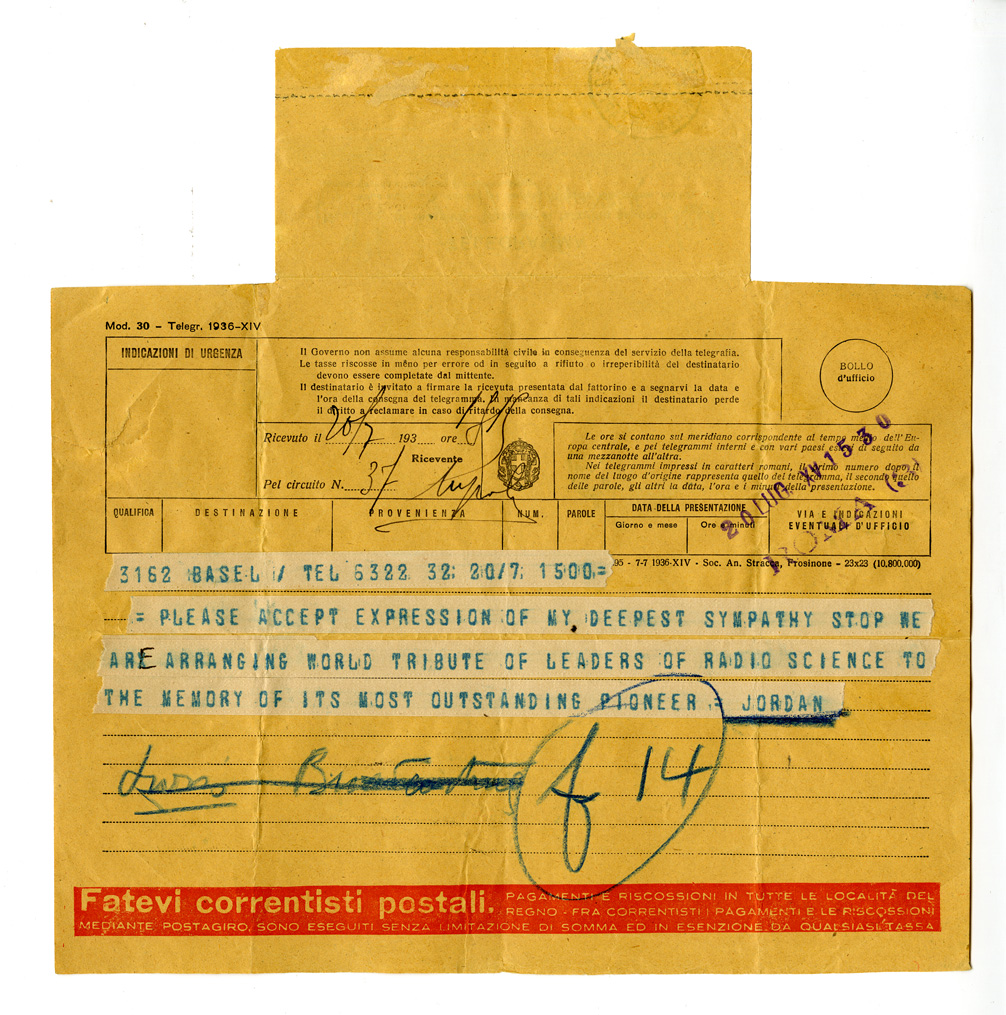 Mod. 30 - Telegr. 1936-XIV
INDICAZIONI DI URGENZA
Il Governo non assume alcuna responsabilità civile in conseguenza del servizio della telegrafia.
Le tasse riscosse in meno per errore od in seguito a rifiuto o irreperibilità del destinatario
devono essere completate dal mittente.
Il destinatario è invitato a firmare la ricevuta presentata dal fattorino e a segnarvi la data e
l'ora della consegna del telegramma. In mancanza di tali indicazioni il destinatario perde
il diritto a reclamare in caso di ritardo della consegna.
BOLLO
d'ufficio
Ricevuto il 20/7 193 ore
Ricevente
Pel circuito N. 37
Le ore si contano sul meridiano corrispondente al tempo medio dell'Eu-
ropa centrale, e pei telegrammi interni e con vari paesi esteri di seguito da
una mezzanotte all'altra.
Nei telegrammi impressi in caratteri romani, il primo numero dopo il
nome del luogo d'origine rappresenta quello del telegramma, il secondo quello
delle parole, gli altri la data, l'ora e i minuti della presentazione.
20 LUG XV 15 30
ROMA
QUALIFICA
DESTINAZIONE
PROVENIENZA
NUM.
PAROLE
DATA DELLA PRESENTAZIONE
Giorno e mese
Ore e minuti
VIA E INDICAZIONI
EVENTUALI D'UFFICIO
95 - 7-7 1936-XIV - Soc. An. Stracca, Frosinone - 23x23 (10.800.000)
3162 BASEL / TEL 6322 32 20/7 1500=
= PLEASE ACCEPT EXPRESSION OF MY DEEPEST SYMPATHY STOP WE
ARE ARRANGING WORLD TRIBUTE OF LEADERS OF RADIO SCIENCE TO
THE MEMORY OF ITS MOST OUTSTANDING PIONEER = JORDAN
14
Fatevi correntisti postali. PAGAMENTI E RISCOSSIONI IN TUTTE LE LOCALITÀ DEL
REGNO - FRA CORRENTISTI I PAGAMENTI E LE RISCOSSIONI
MEDIANTE POSTAGIRO, SONO ESEGUITI SENZA LIMITAZIONE DI SOMMA ED IN ESENZIONE DA QUALSIASI TASSA